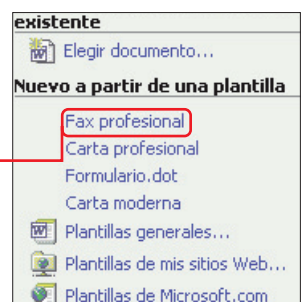 existente
Elegir documento...
Nuevo a partir de una plantilla
Fax profesional
Carta profesional
Formulario.dot
Carta moderna
Plantillas generales...
Plantillas de mis sitios Web...
Plantillas de Microsoft.com